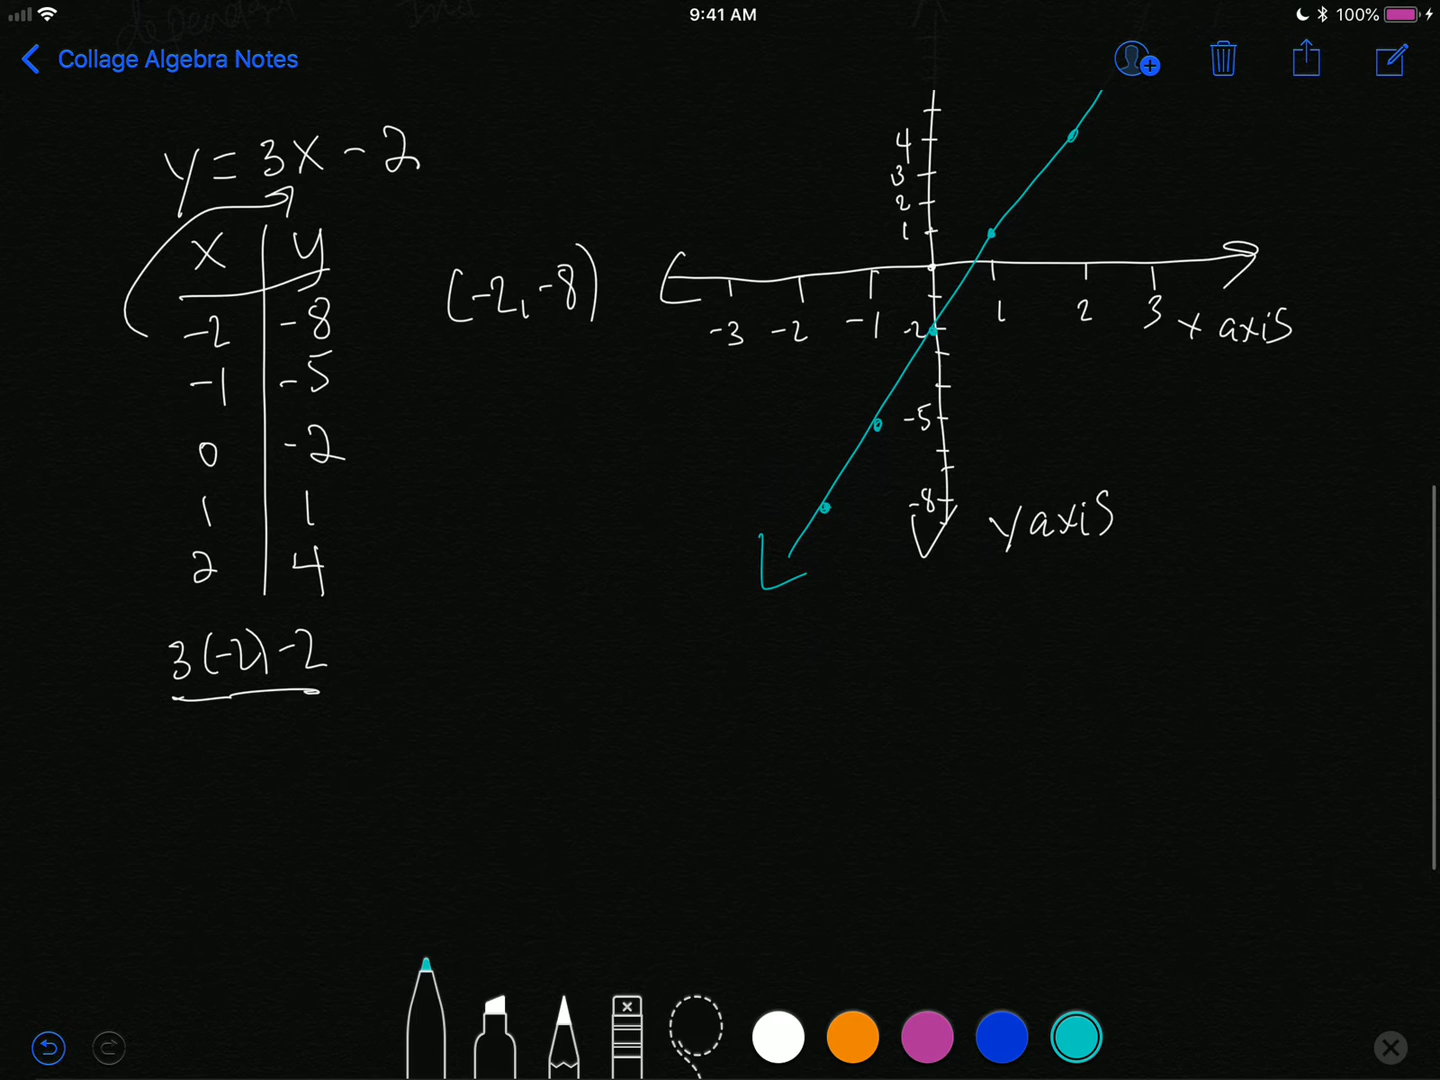 9:41 AM
100%
Collage Algebra Notes
y = 3x - 2
x y
-2 -8
-1 -5
0 -2
1 1
2 4
3(-2) -2
(-2, -8)
4
3
2
1
-3 -2 -1 -2 1 2 3 x axis
-5
-8
y axis